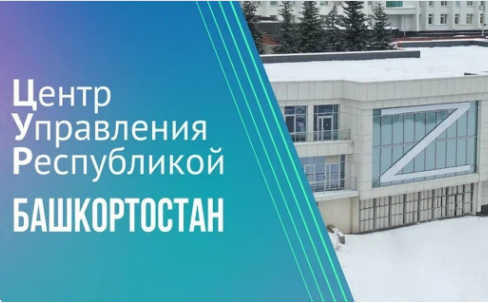 Центр
Управления
Республикой
БАШКОРТОСТАН
Z